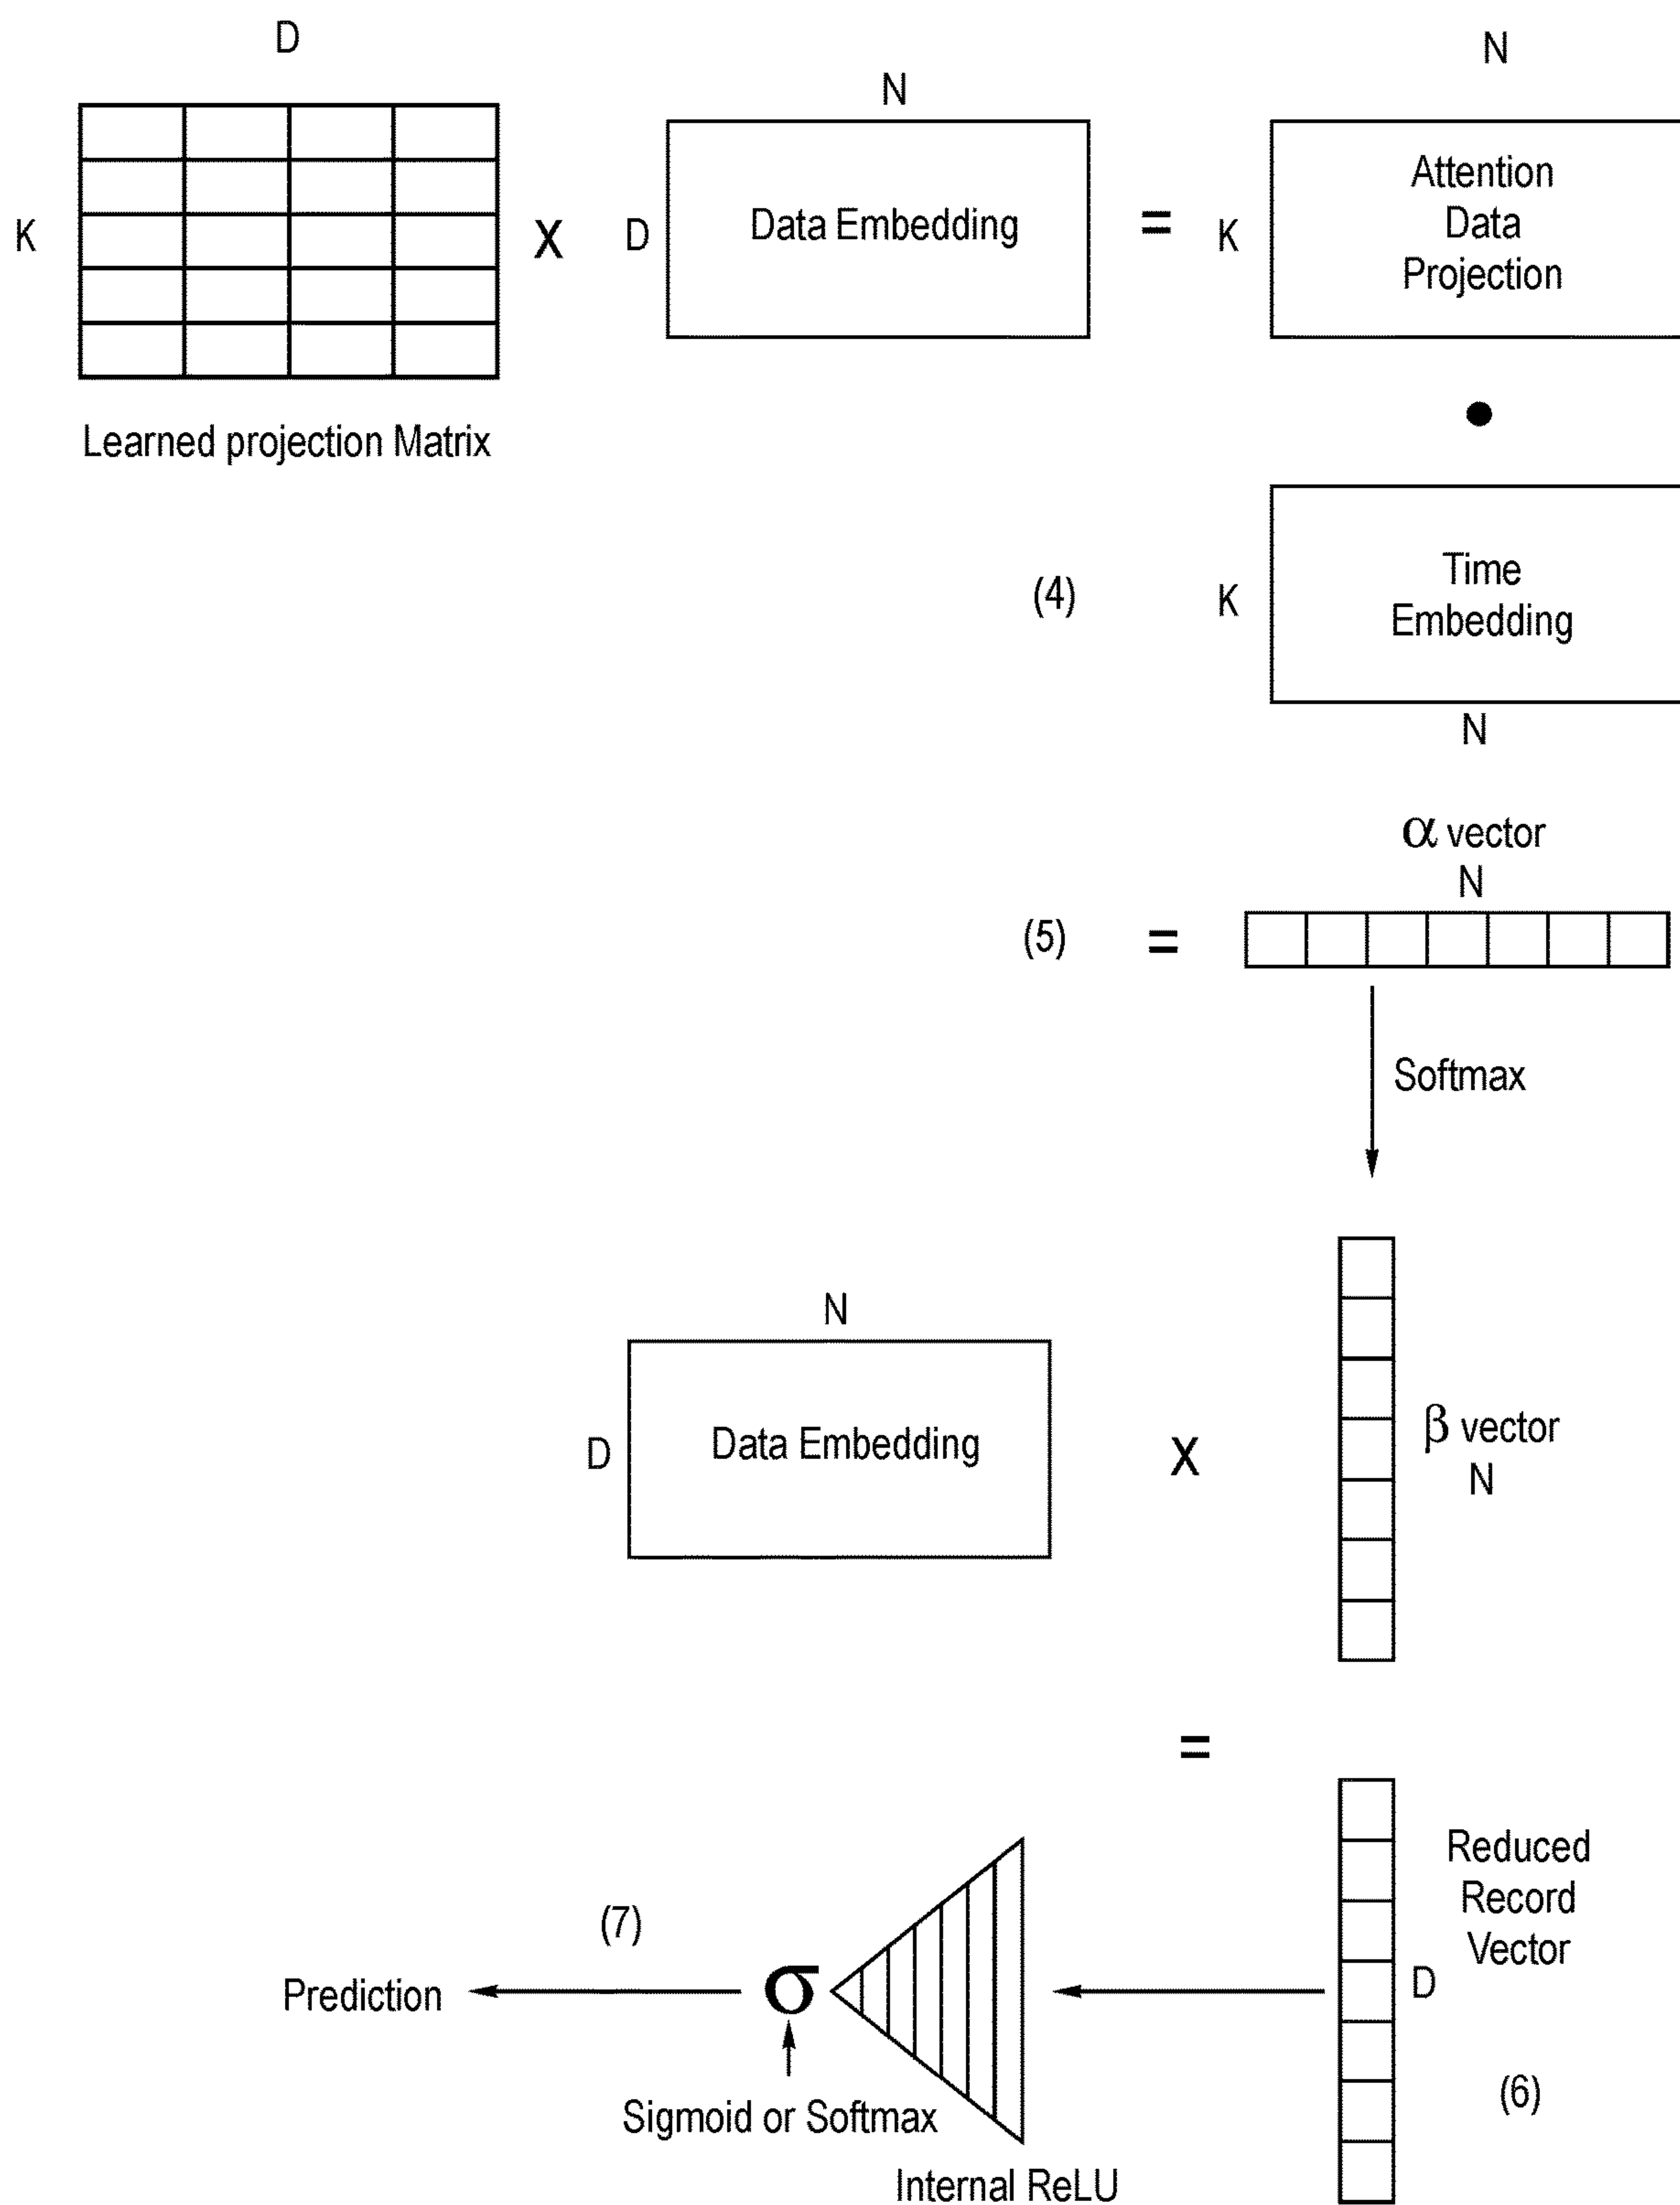 D
N
N
K
X
D
Data Embedding
=
K
Attention
Data
Projection
Learned projection Matrix
•
(4)
K
Time
Embedding
N
α vector
N
(5)
=
Softmax
N
D
Data Embedding
X
β vector
N
=
Reduced
Record
Vector
D
(6)
(7)
Prediction
σ
Sigmoid or Softmax
Internal ReLU